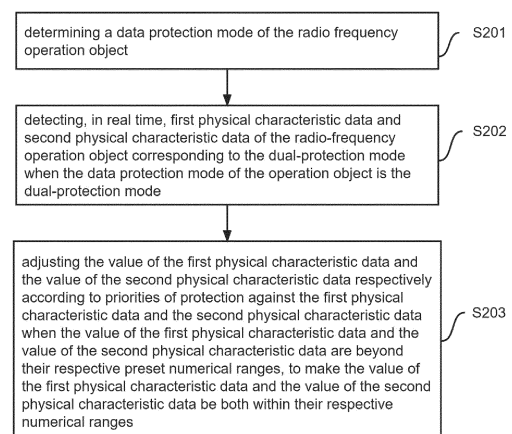 determining a data protection mode of the radio frequency
operation object
S201
detecting, in real time, first physical characteristic data and
second physical characteristic data of the radio-frequency
operation object corresponding to the dual-protection mode
when the data protection mode of the operation object is the
dual-protection mode
S202
adjusting the value of the first physical characteristic data and
the value of the second physical characteristic data respectively
according to priorities of protection against the first physical
characteristic data and the second physical characteristic data
when the value of the first physical characteristic data and the
value of the second physical characteristic data are beyond
their respective preset numerical ranges, to make the value of
the first physical characteristic data and the value of the second
physical characteristic data be both within their respective
numerical ranges
S203